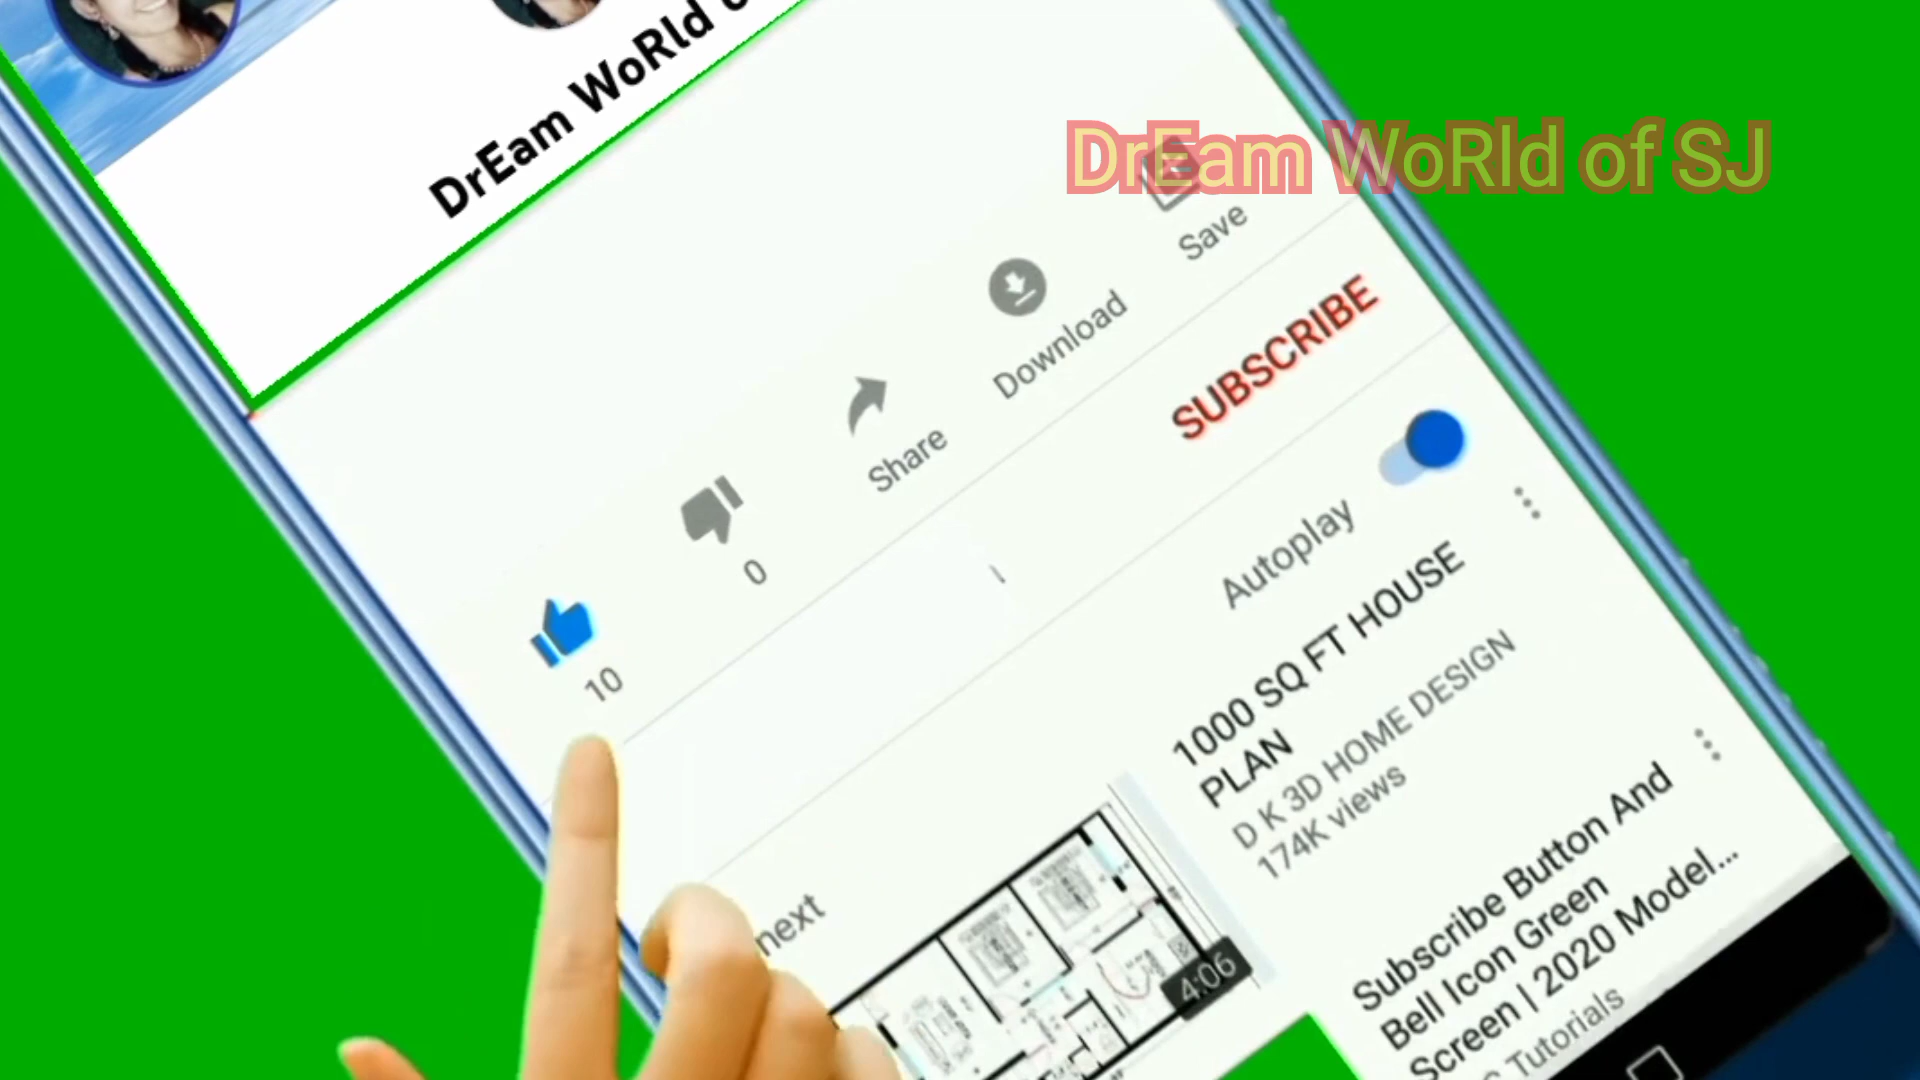 DrEam WoRld
DrEam WoRld of SJ
Save
Download
Share
0
10
SUBSCRIBE
Autoplay
next
1000 SQ FT HOUSE
PLAN
D K 3D HOME DESIGN
174K views
4:06
Subscribe Button And
Bell Icon Green
Screen | 2020 Model...
Tutorials